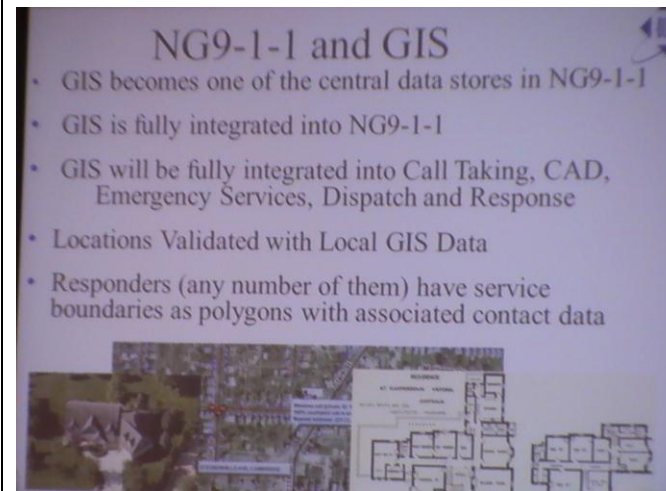 NG9-1-1 and GIS
• GIS becomes one of the central data stores in NG9-1-1
• GIS is fully integrated into NG9-1-1
• GIS will be fully integrated into Call Taking, CAD,
Emergency Services, Dispatch and Response
• Locations Validated with Local GIS Data
• Responders (any number of them) have service
boundaries as polygons with associated contact data
RESIDENCE